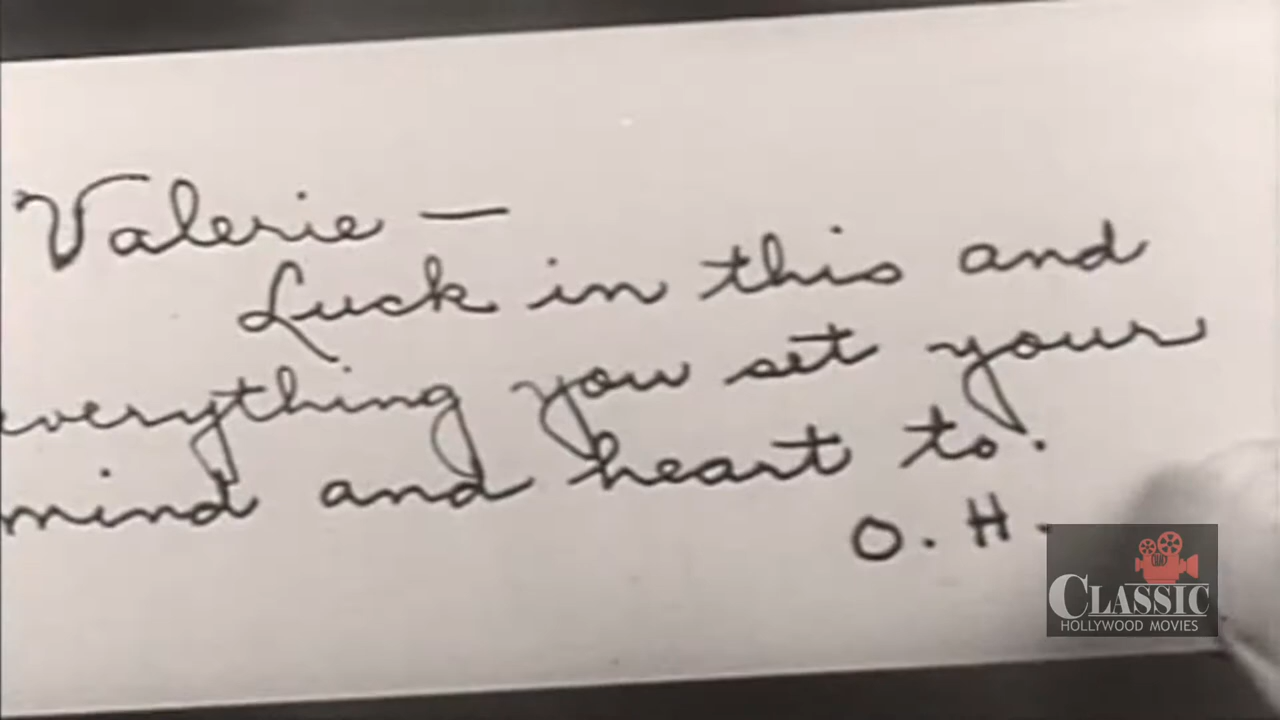 Valerie —
Luck in this and
everything you set your
mind and heart to.
O. H.
CLASSIC
HOLLYWOOD MOVIES